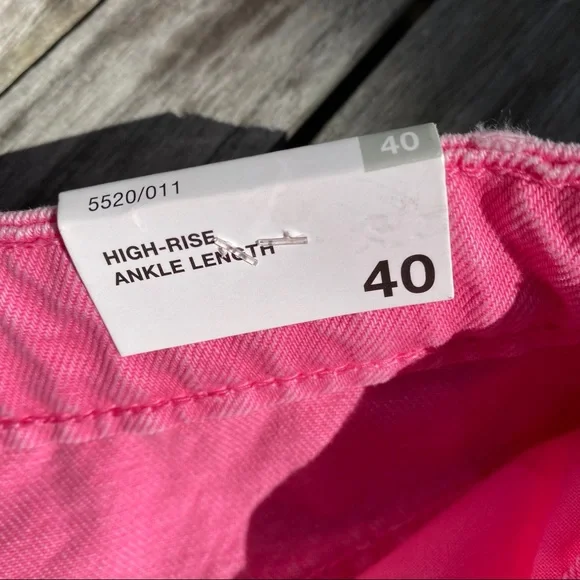 40
5520/011
HIGH-RISE
ANKLE LENGTH
40